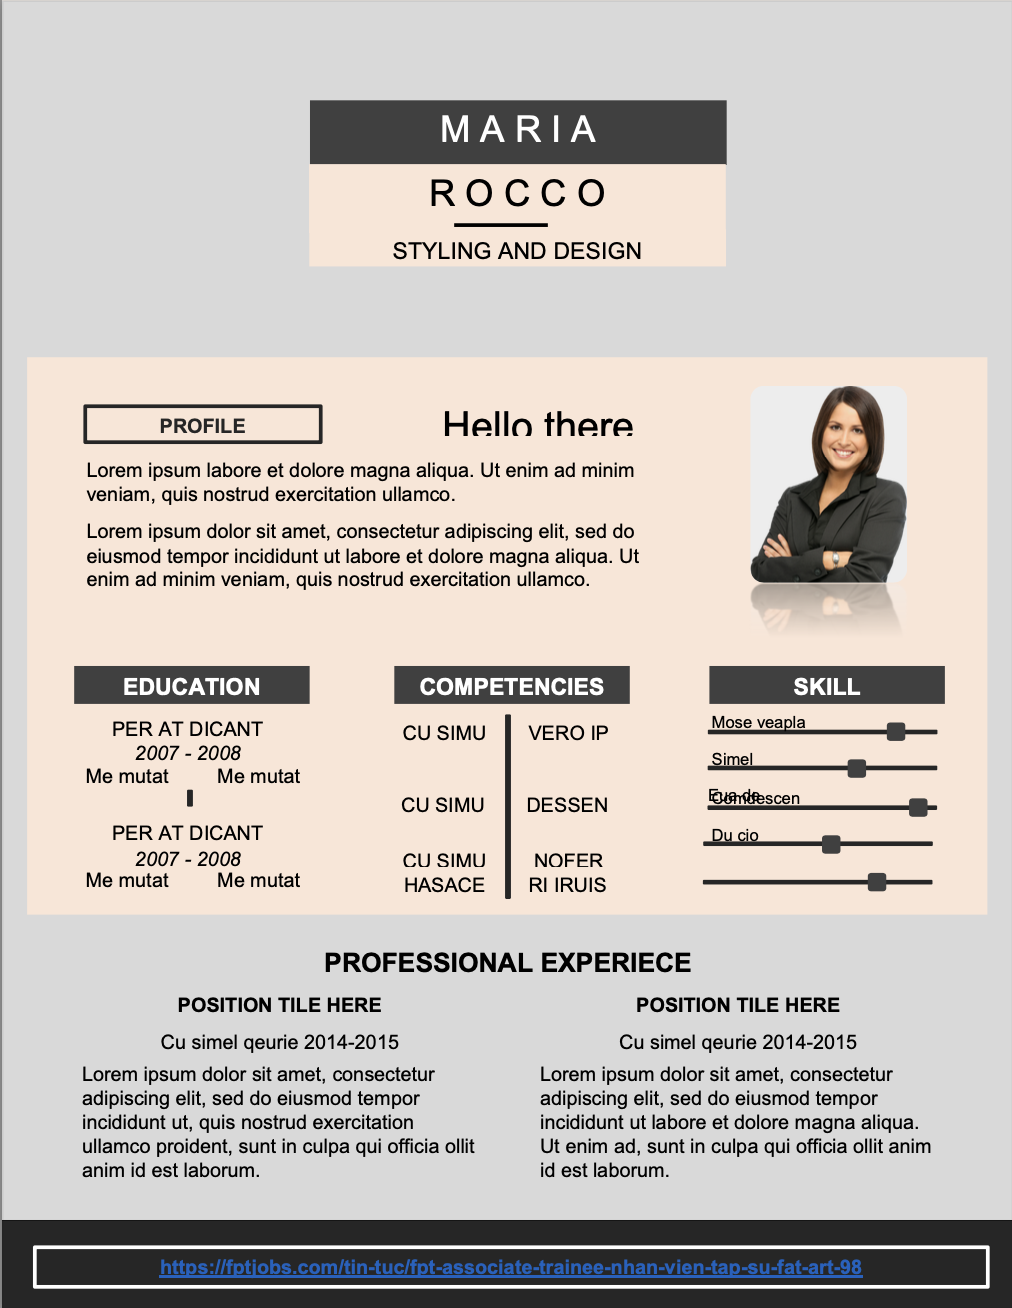 MARIA
ROCCO
STYLING AND DESIGN
PROFILE
Hello there
Lorem ipsum labore et dolore magna aliqua. Ut enim ad minim
veniam, quis nostrud exercitation ullamco.
Lorem ipsum dolor sit amet, consectetur adipiscing elit, sed do
eiusmod tempor incididunt ut labore et dolore magna aliqua. Ut
enim ad minim veniam, quis nostrud exercitation ullamco.
EDUCATION
PER AT DICANT
2007 - 2008
Me mutat Me mutat
PER AT DICANT
2007 - 2008
Me mutat Me mutat
COMPETENCIES
CU SIMU VERO IP
CU SIMU DESSEN
CU SIMU NOFER
HASACE RI IRUIS
SKILL
Mose veapla
Simel
Comdescen
Du cio
PROFESSIONAL EXPERIECE
POSITION TILE HERE
Cu simel qeurie 2014-2015
Lorem ipsum dolor sit amet, consectetur
adipiscing elit, sed do eiusmod tempor
incididunt ut, quis nostrud exercitation
ullamco proident, sunt in culpa qui officia ollit
anim id est laborum.
POSITION TILE HERE
Cu simel qeurie 2014-2015
Lorem ipsum dolor sit amet, consectetur
adipiscing elit, sed do eiusmod tempor
incididunt ut labore et dolore magna aliqua.
Ut enim ad, sunt in culpa qui officia ollit anim
id est laborum.
https://fptjobs.com/tin-tuc/fpt-associate-trainee-nhan-vien-tap-su-fat-art-98